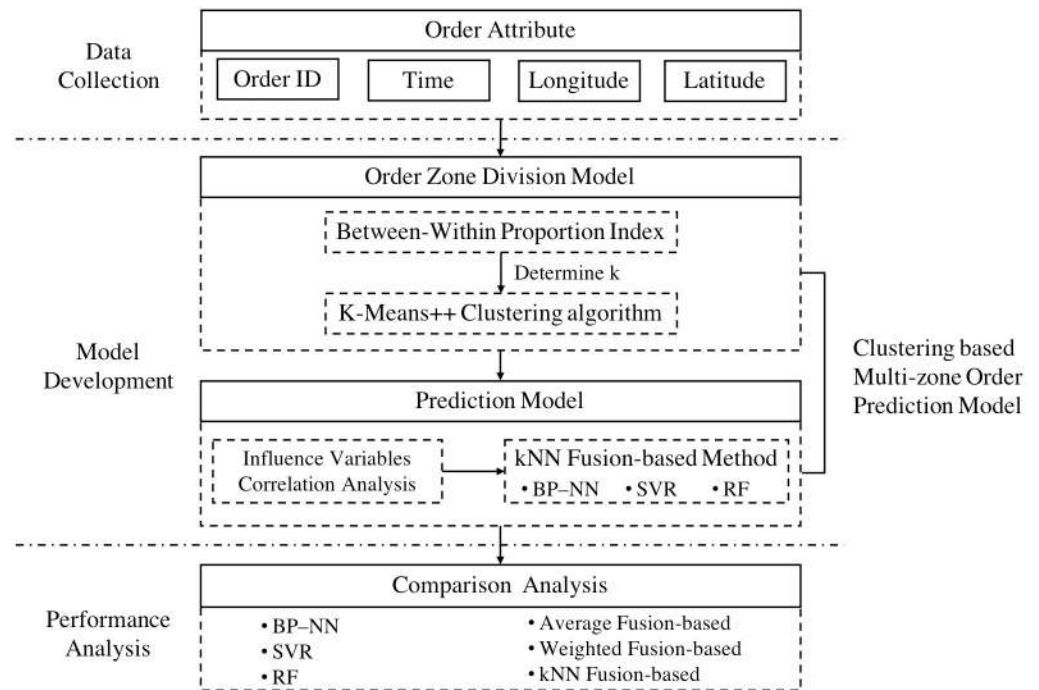 Data
Collection
Order Attribute
Order ID
Time
Longitude
Latitude
Model
Development
Order Zone Division Model
Between-Within Proportion Index
Determine k
K-Means++ Clustering algorithm
Prediction Model
Influence Variables
Correlation Analysis
kNN Fusion-based Method
• BP–NN • SVR • RF
Clustering based
Multi-zone Order
Prediction Model
Performance
Analysis
Comparison Analysis
• BP–NN
• SVR
• RF
• Average Fusion-based
• Weighted Fusion-based
• kNN Fusion-based